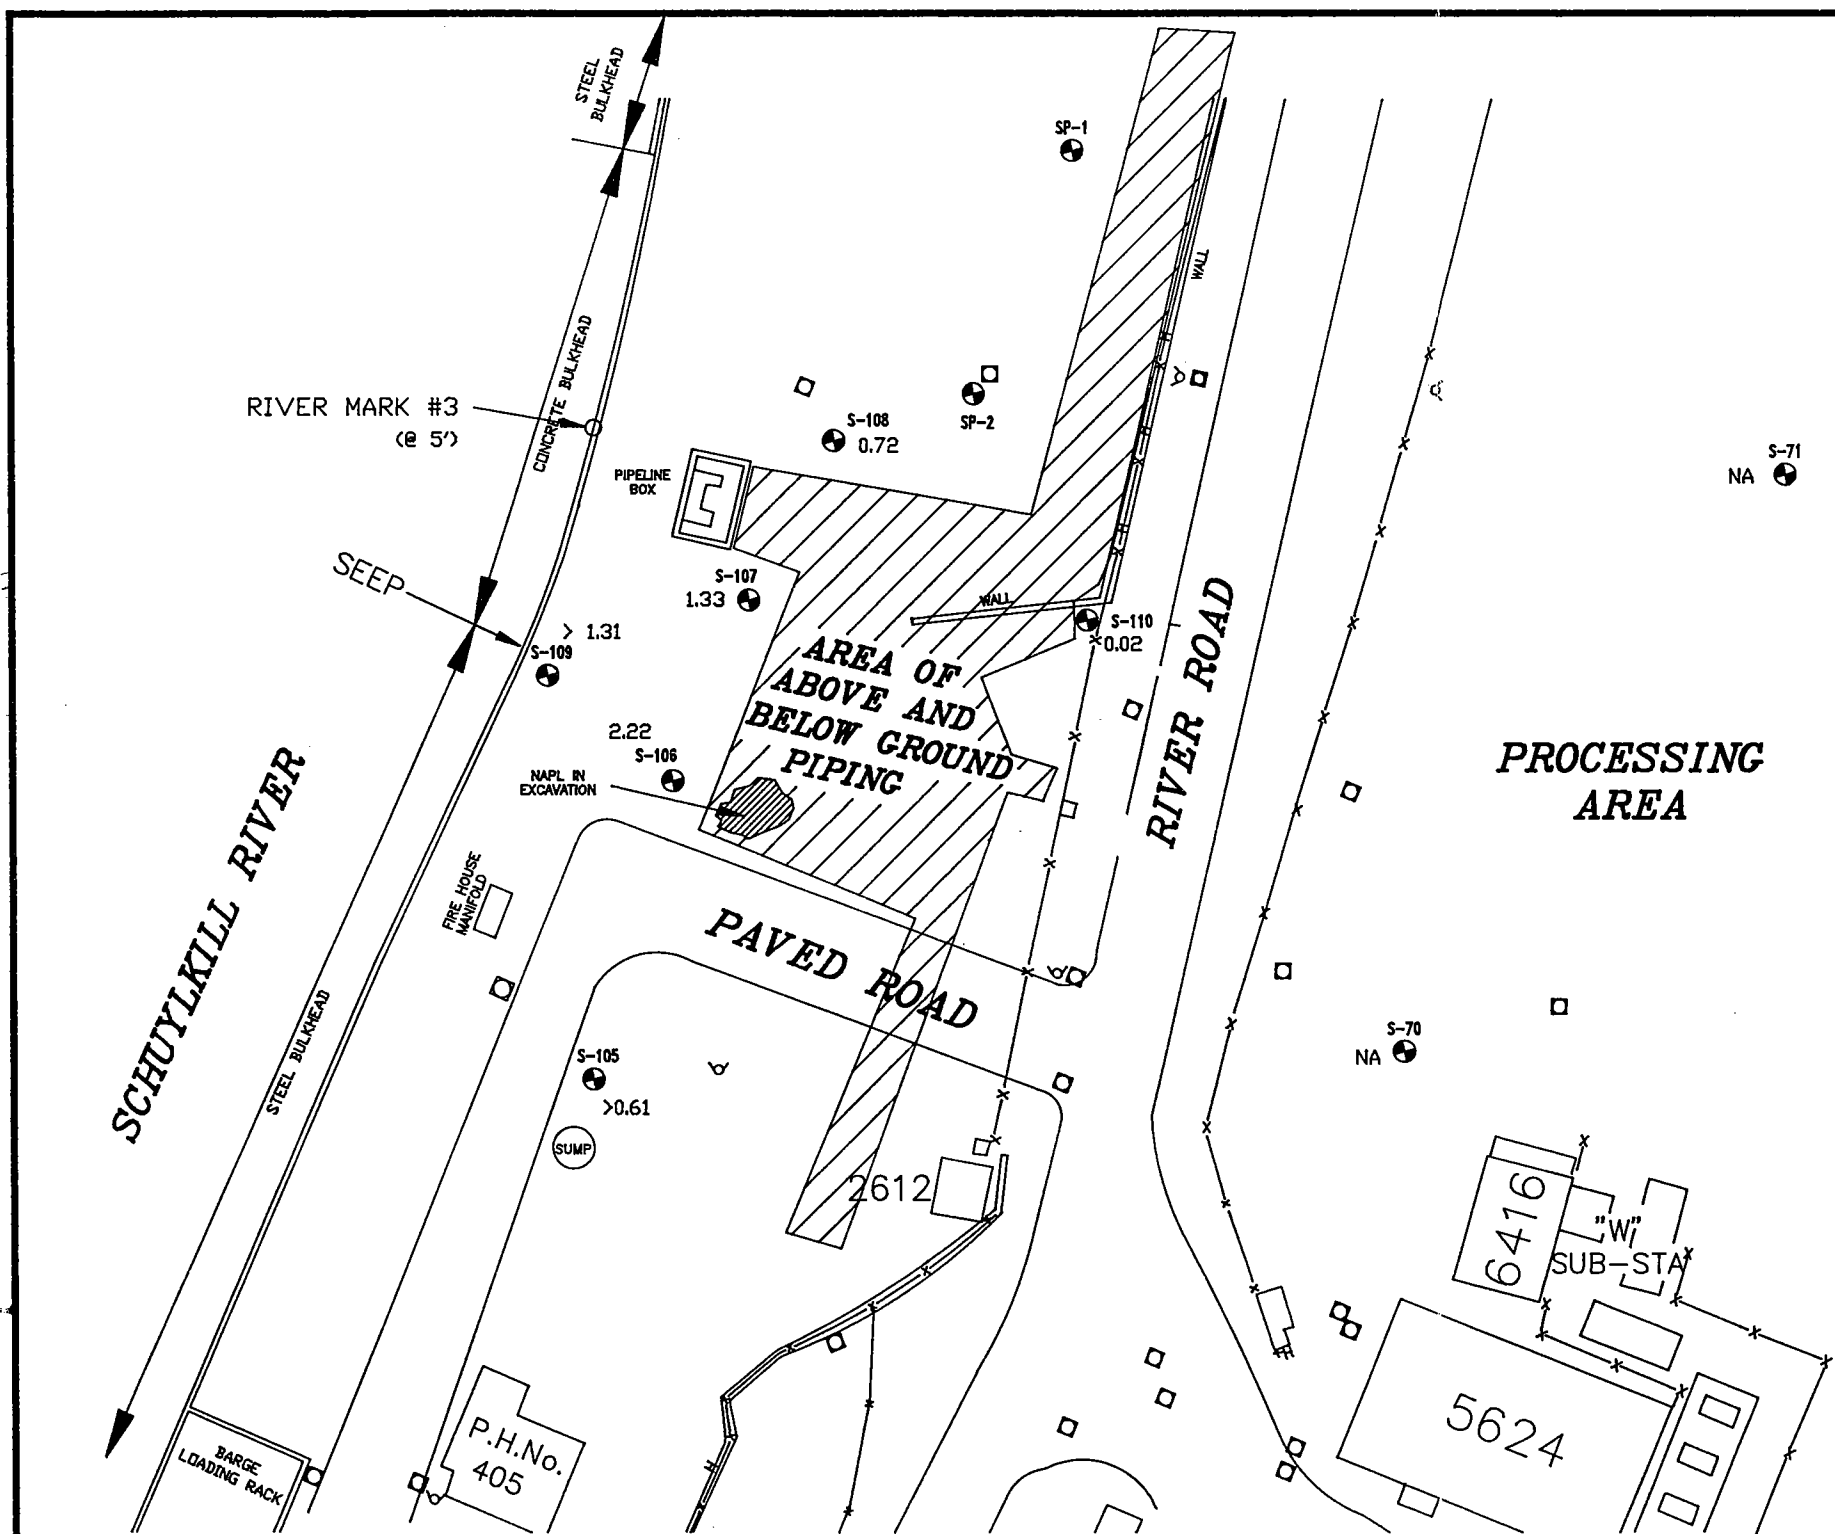 STEEL
BULKHEAD
SP-1
WALL
CONCRETE BULKHEAD
RIVER MARK #3
(@ 5')
S-108
0.72
SP-2
PIPELINE
BOX
S-71
NA
SEEP
S-107
1.33
WALL
S-110
0.02
> 1.31
S-109
AREA OF
ABOVE AND
BELOW GROUND
PIPING
RIVER ROAD
2.22
S-106
NAPL IN
EXCAVATION
PROCESSING
AREA
SCHUYLKILL RIVER
FIRE HOUSE
MANIFOLD
PAVED ROAD
STEEL BULKHEAD
S-70
NA
S-105
>0.61
SUMP
2612
6416
"W"
SUB-STA
5624
P.H.No.
405
BARGE
LOADING RACK